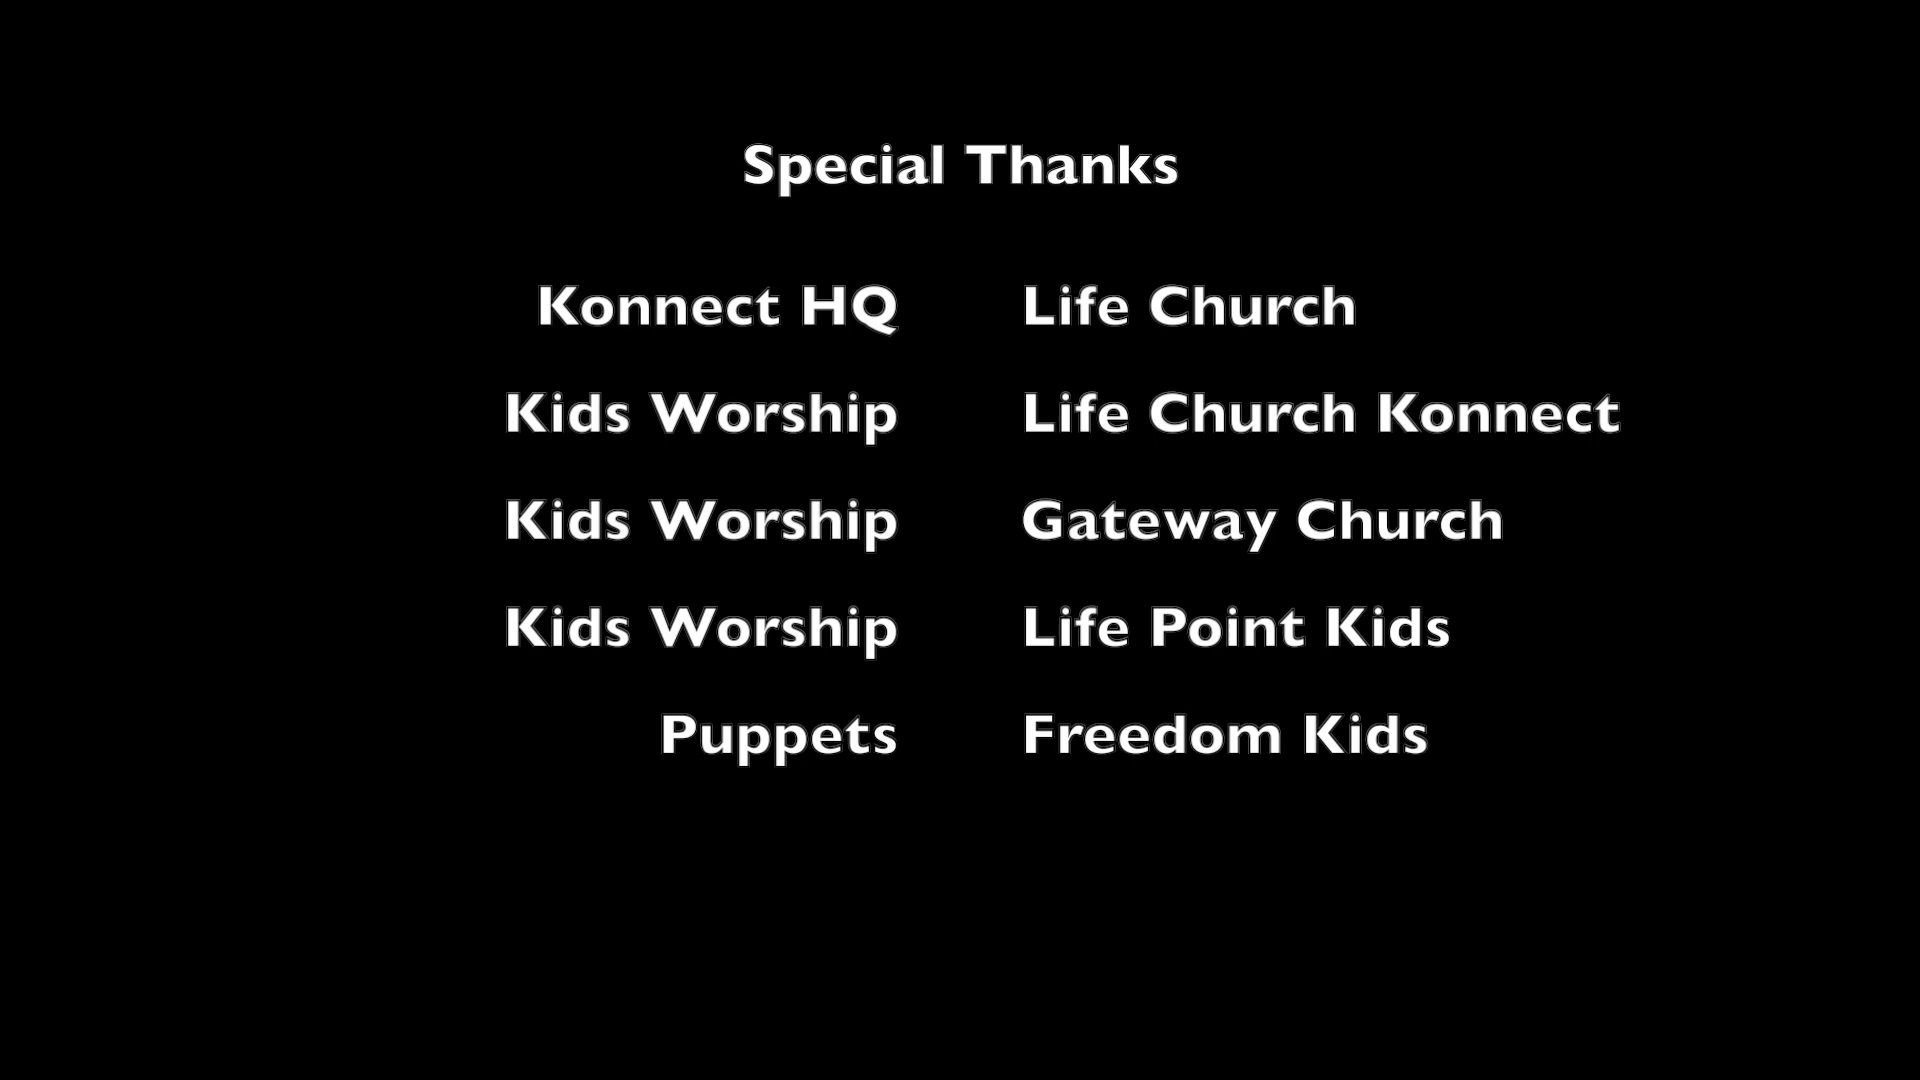 Special Thanks
Konnect HQ Life Church
Kids Worship Life Church Konnect
Kids Worship Gateway Church
Kids Worship Life Point Kids
Puppets Freedom Kids